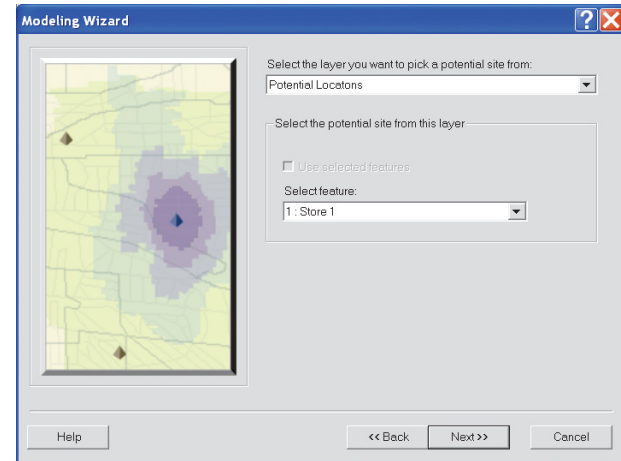 Modeling Wizard
Select the layer you want to pick a potential site from:
Potential Locatons
Select the potential site from this layer
Use selected features
Select feature:
1 : Store 1
Help
<< Back
Next >>
Cancel